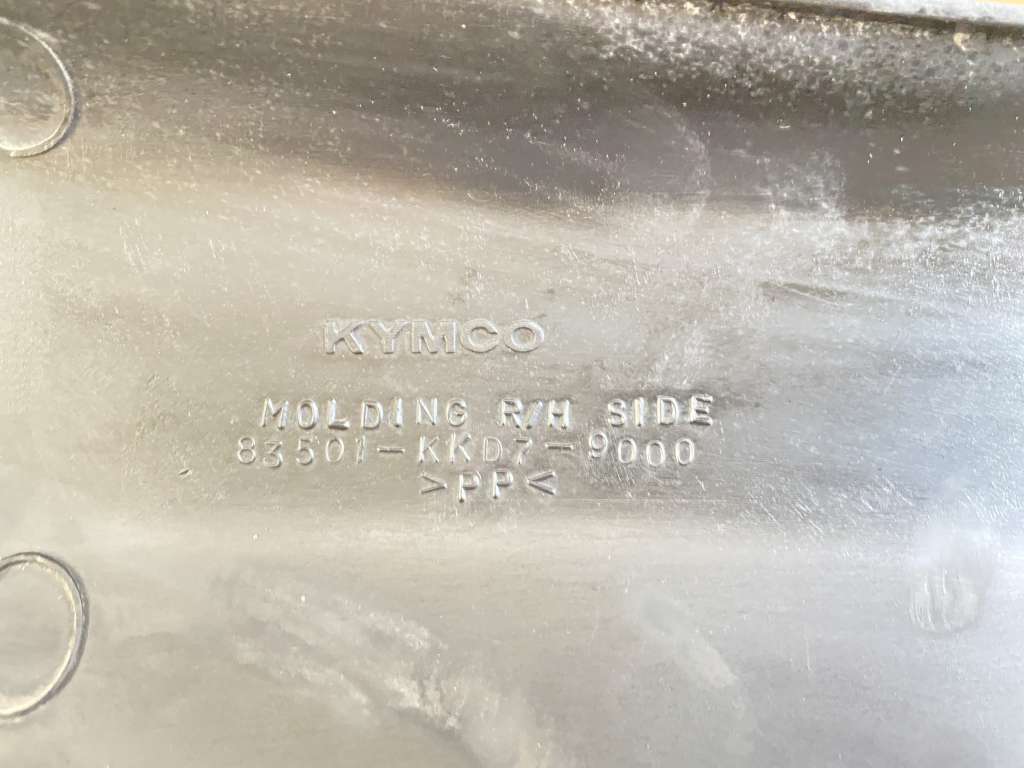 KYMCO
MOLDING R/H SIDE
83501-KKD7-9000
>PP<